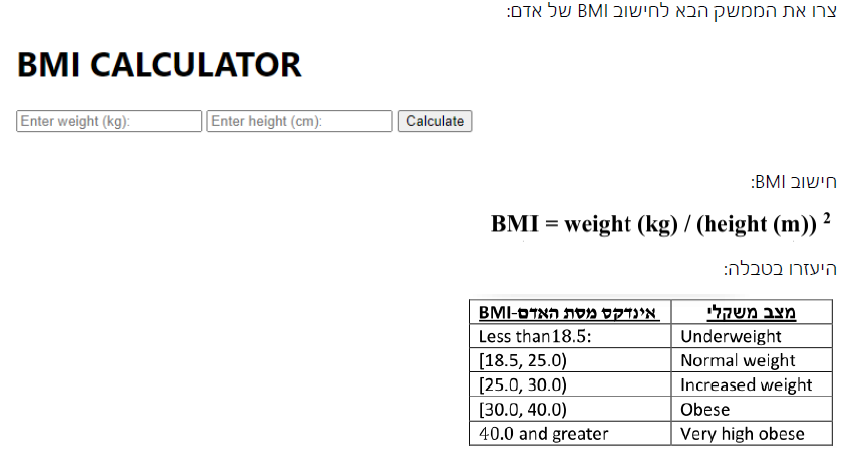 צרו את הממשק הבא לחישוב BMI של אדם:
BMI CALCULATOR
Enter weight (kg): Enter height (cm): Calculate
חישוב BMI:
BMI = weight (kg) / (height (m)) ²
היעזרו בטבלה:
אינדקס מסת האדם-BMI מצב משקלי
Less than18.5: Underweight
[18.5, 25.0) Normal weight
[25.0, 30.0) Increased weight
[30.0, 40.0) Obese
40.0 and greater Very high obese